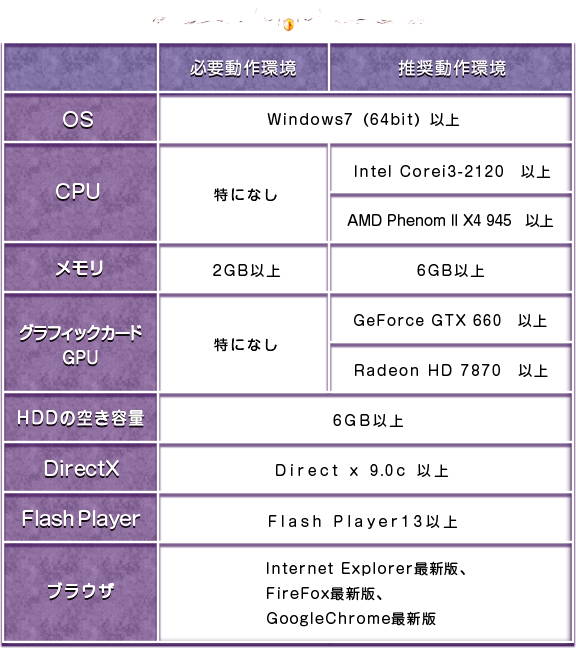 必要動作環境
推奨動作環境
OS
Windows7 (64bit) 以上
CPU
特になし
Intel Corei3-2120 以上
AMD Phenom II X4 945 以上
メモリ
2GB以上
6GB以上
グラフィックカード
GPU
特になし
GeForce GTX 660 以上
Radeon HD 7870 以上
HDDの空き容量
6GB以上
DirectX
Direct x 9.0c 以上
Flash Player
Flash Player13以上
ブラウザ
Internet Explorer最新版、
FireFox最新版、
GoogleChrome最新版